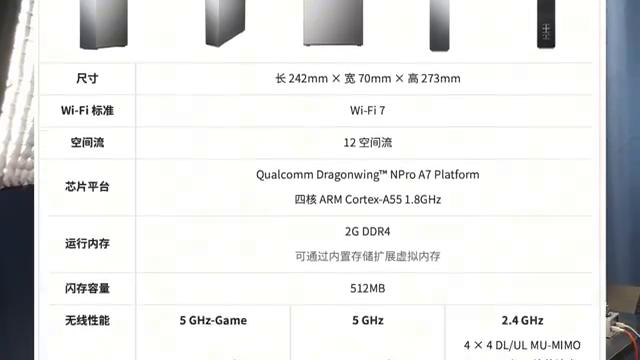 尺寸
长 242mm × 宽 70mm × 高 273mm
Wi-Fi 标准
Wi-Fi 7
空间流
12 空间流
芯片平台
Qualcomm Dragonwing™ NPro A7 Platform
四核 ARM Cortex-A55 1.8GHz
运行内存
2G DDR4
可通过内置存储扩展虚拟内存
闪存容量
512MB
无线性能
5 GHz-Game
5 GHz
2.4 GHz
4 × 4 DL/UL MU-MIMO